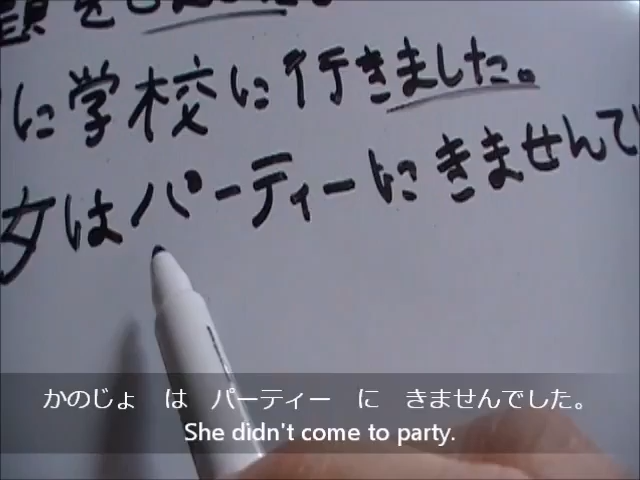 題を
に学校に行きました。
女はパーティーにきませんで
かのじょ は パーティー に きませんでした。
She didn't come to party.